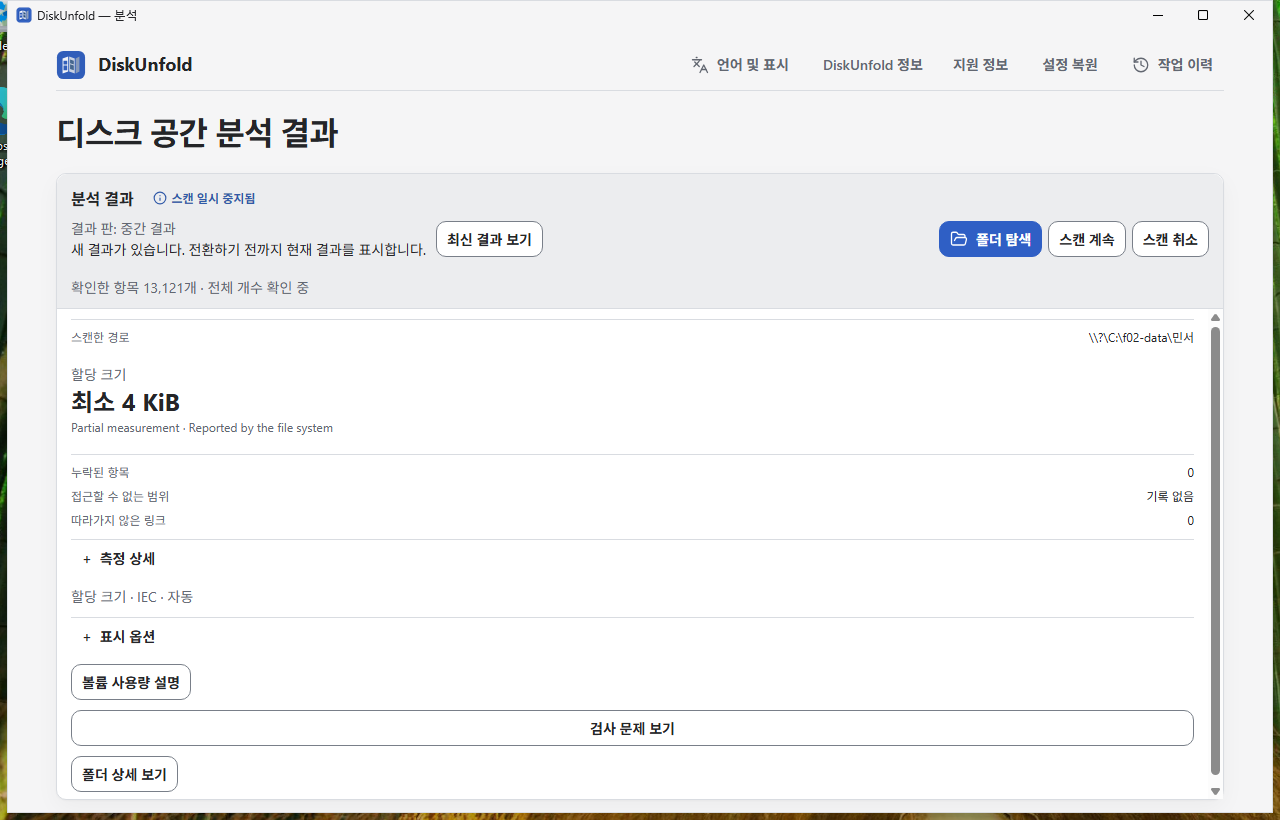 DiskUnfold — 분석
DiskUnfold
언어 및 표시
DiskUnfold 정보
지원 정보
설정 복원
작업 이력
디스크 공간 분석 결과
분석 결과
스캔 일시 중지됨
결과 판: 중간 결과
새 결과가 있습니다. 전환하기 전까지 현재 결과를 표시합니다.
최신 결과 보기
폴더 탐색
스캔 계속
스캔 취소
확인한 항목 13,121개 · 전체 개수 확인 중
스캔한 경로
\\?\C:\f02-data\민서
할당 크기
최소 4 KiB
Partial measurement · Reported by the file system
누락된 항목
0
접근할 수 없는 범위
기록 없음
따라가지 않은 링크
0
+ 측정 상세
할당 크기 · IEC · 자동
+ 표시 옵션
볼륨 사용량 설명
검사 문제 보기
폴더 상세 보기